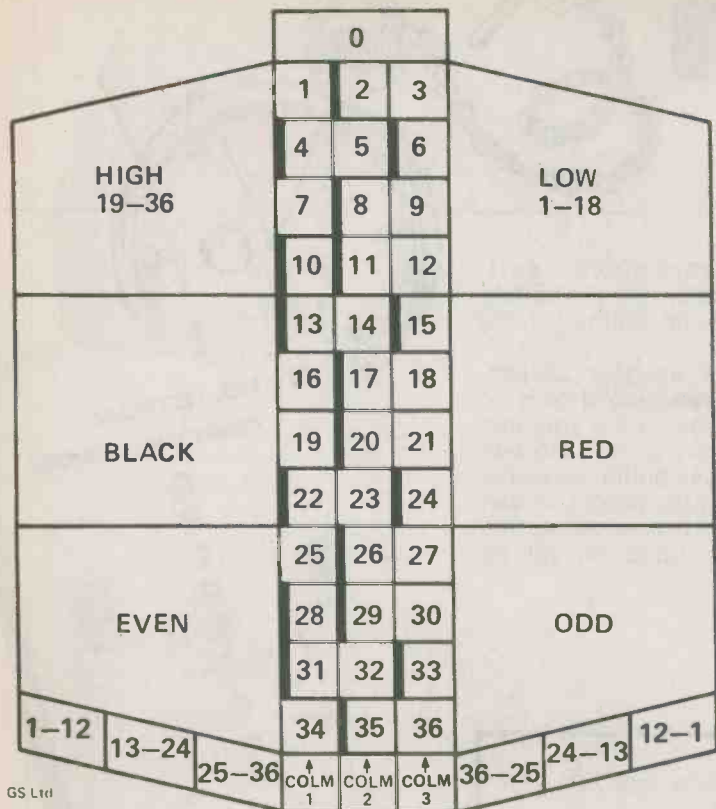 0
1 2 3
4 5 6
HIGH
19–36
LOW
1–18
7 8 9
10 11 12
13 14 15
16 17 18
BLACK
19 20 21
RED
22 23 24
25 26 27
EVEN
28 29 30
ODD
31 32 33
34 35 36
1–12
13–24
25–36
COLM
1
COLM
2
COLM
3
36–25
24–13
12–1
GS Ltd